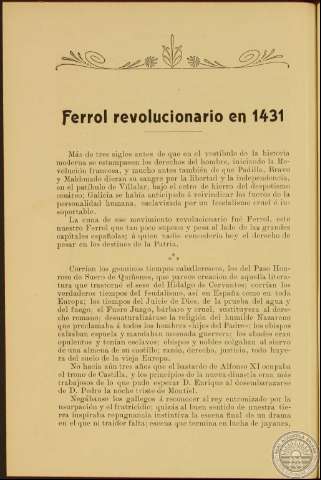 Ferrol revolucionario en 1431
Más de tres siglos antes de que en el vestíbulo de la historia
moderna se estampasen los derechos del hombre, iniciando la Re-
volución francesa, y mucho antes también de que Padilla, Bravo
y Maldonado dieran su sangre por la libertad y la independencia,
en el patíbulo de Villalar, bajo el cetro de hierro del despotismo
Galicia se había anticipado á reivindicar los fueros de la
personalidad humana, esclavizada por un feudalismo cruel é in-
soportable.
La cuna de ese movimiento revolucionario fué Ferrol, este
nuestro Ferrol que tan poco supuso y pesa al lado de las grandes
capitales españolas; á quien nadie concedería hoy el derecho de
pesar en los destinos de la Patria.
***
Corrían los genuinos tiempos caballerescos, los del Paso Hon-
roso de Suero de Quiñones, que parece creación de aquella litera-
tura que trastornó el seso del Hidalgo de Cervantes; corrían los
verdaderos tiempos del feudalismo, así en España como en toda
Europa; los tiempos del Juicio de Dios, de la prueba del agua y
del fuego, el Fuero Juzgo, bárbaro y cruel, sustituyera al dere-
cho romano; desnaturalizárase la religión del humilde Nazareno
que proclamaba á todos los hombres «hijos del Padre»: los obispos
calzaban espuela y mandaban mesnada guerrera; los abades eran
opulentos y tenían esclavos; obispos y nobles colgaban al siervo
de una almena de su castillo; razón, derecho, justicia, todo huye-
ra del suelo de la vieja Europa.
No hacía aún tres años que el bastardo de Alfonso XI ocupaba
el trono de Castilla, y los principios de la nueva dinastía eran más
trabajosos de lo que pudo esperar D. Enrique al desembarazarse
de D. Pedro la noche triste de Montiel.
Negábanse los gallegos á reconocer al rey entronizado por la
usurpación y el fratricidio; quizás al buen sentido de nuestra tie-
rra inspiraba repugnancia instintiva la escena final de un drama
en el que ni traidor falta; escena que termina en lucha de jayanes,